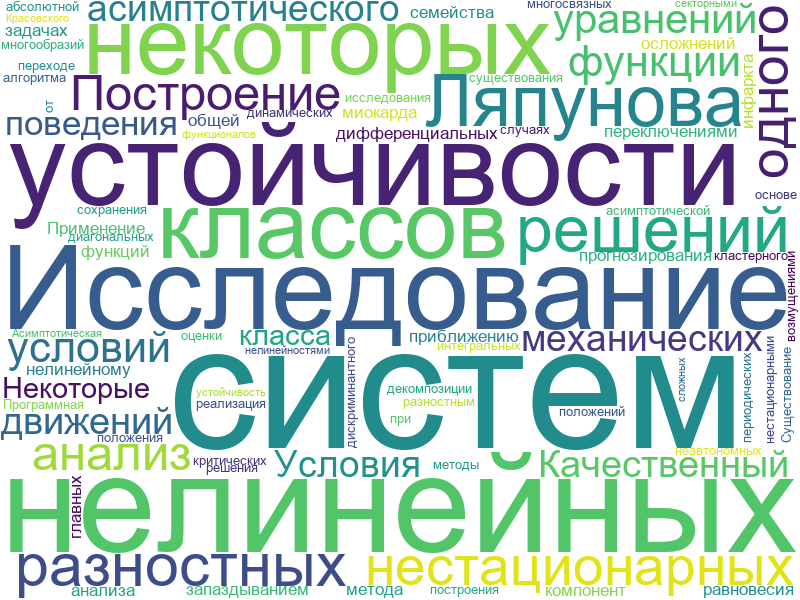 абсолютной
асимптотического
семейства
многосвязных
секторными
Красовского
некоторых
уравнений
одного
задачах
многообразий
осложнений
функции
переходе
алгоритма
Построение
Ляпунова
существования
инфаркта
от
исследования
миокарда
динамических
поведения
общей
функционалов
дифференциальных
случаях
переключениями
устойчивости
основе
сохранения
классов
решений
асимптотической
Применение
диагональных
функций
прогнозирования
кластерного
возмущениями
Исследование
Асимптотическая
оценки
класса
приближению
механических
условий
нелинейностями
интегральных
нелинейному
дискриминантного
систем
сложных
периодических
нестационарными
Существование
Некоторые
устойчивость
декомпозиции
Программная
реализация
разностным
движений
при
положений
положения
анализ
критических
решения
Условия
методы
Качественный
неавтономных
главных
нелинейных
разностных
нестационарных
анализа
запаздыванием
метода
построения
компонент
равновесия